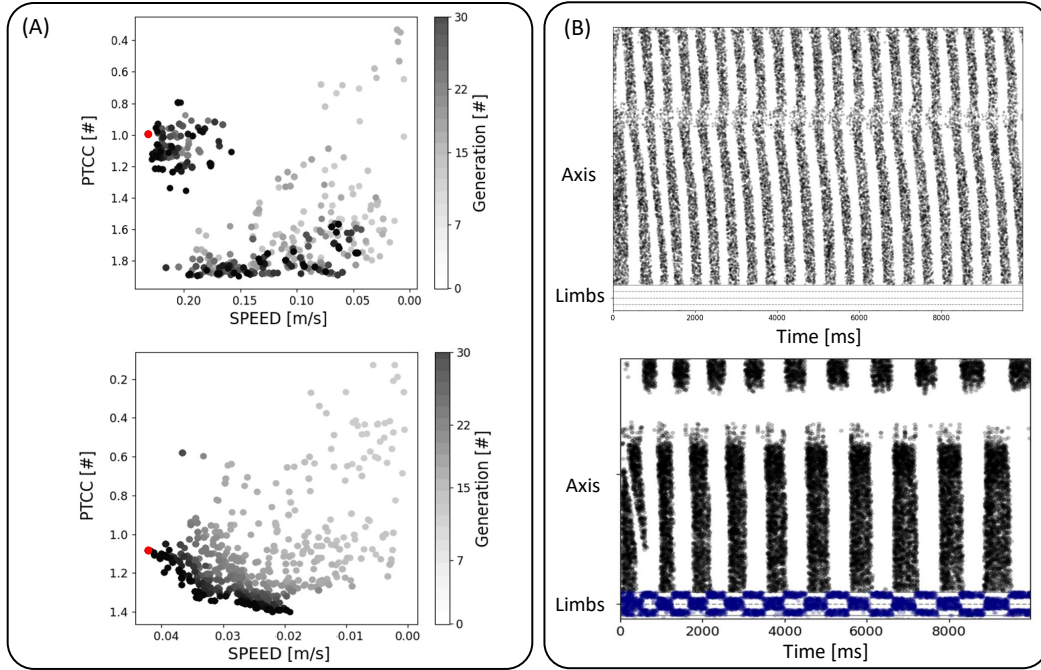 (A)
0.4
0.6
0.8
1.0
1.2
1.4
1.6
1.8
PTCC [#]
0.20 0.15 0.10 0.05 0.00
SPEED [m/s]
30
22
15
7
0
Generation [#]
0.2
0.4
0.6
0.8
1.0
1.2
1.4
PTCC [#]
0.04 0.03 0.02 0.01 0.00
SPEED [m/s]
30
22
15
7
0
Generation [#]
(B)
Axis
Limbs
0 2000 4000 6000 8000
Time [ms]
Axis
Limbs
0 2000 4000 6000 8000
Time [ms]